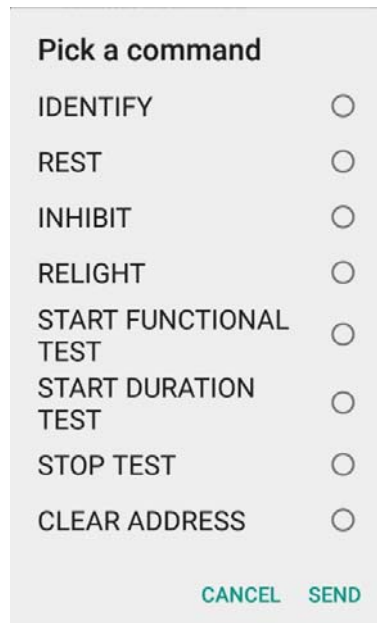 Pick a command
IDENTIFY
REST
INHIBIT
RELIGHT
START FUNCTIONAL
TEST
START DURATION
TEST
STOP TEST
CLEAR ADDRESS
CANCEL SEND